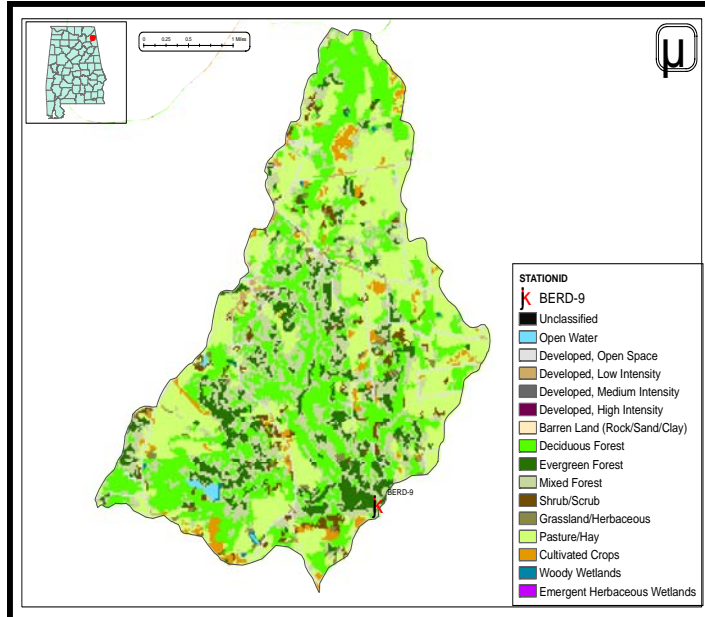 0 0.25 0.5 1 Miles
µ
STATIONID
BERD-9
Unclassified
Open Water
Developed, Open Space
Developed, Low Intensity
Developed, Medium Intensity
Developed, High Intensity
Barren Land (Rock/Sand/Clay)
Deciduous Forest
Evergreen Forest
Mixed Forest
Shrub/Scrub
Grassland/Herbaceous
Pasture/Hay
Cultivated Crops
Woody Wetlands
Emergent Herbaceous Wetlands
BERD-9